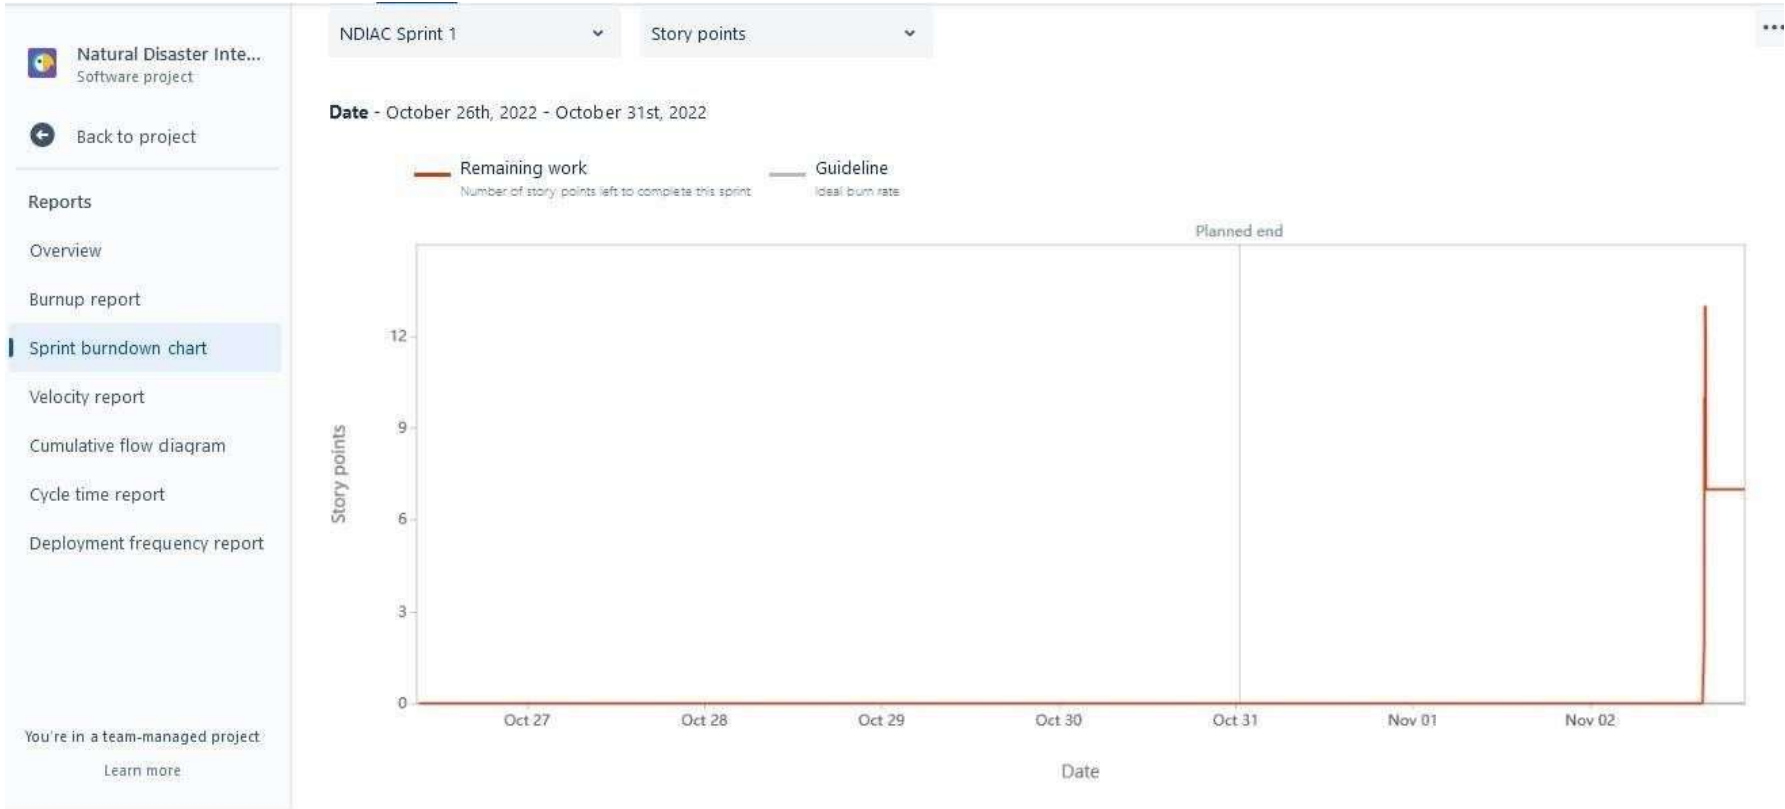 Natural Disaster Inte...
Software project
Back to project
Reports
Overview
Burnup report
Sprint burndown chart
Velocity report
Cumulative flow diagram
Cycle time report
Deployment frequency report
You're in a team-managed project
Learn more
NDIAC Sprint 1
Story points
Date - October 26th, 2022 - October 31st, 2022
Remaining work
Number of story points left to complete this sprint
Guideline
Ideal burn rate
Planned end
12
9
6
3
0
Story points
Oct 27 Oct 28 Oct 29 Oct 30 Oct 31 Nov 01 Nov 02
Date